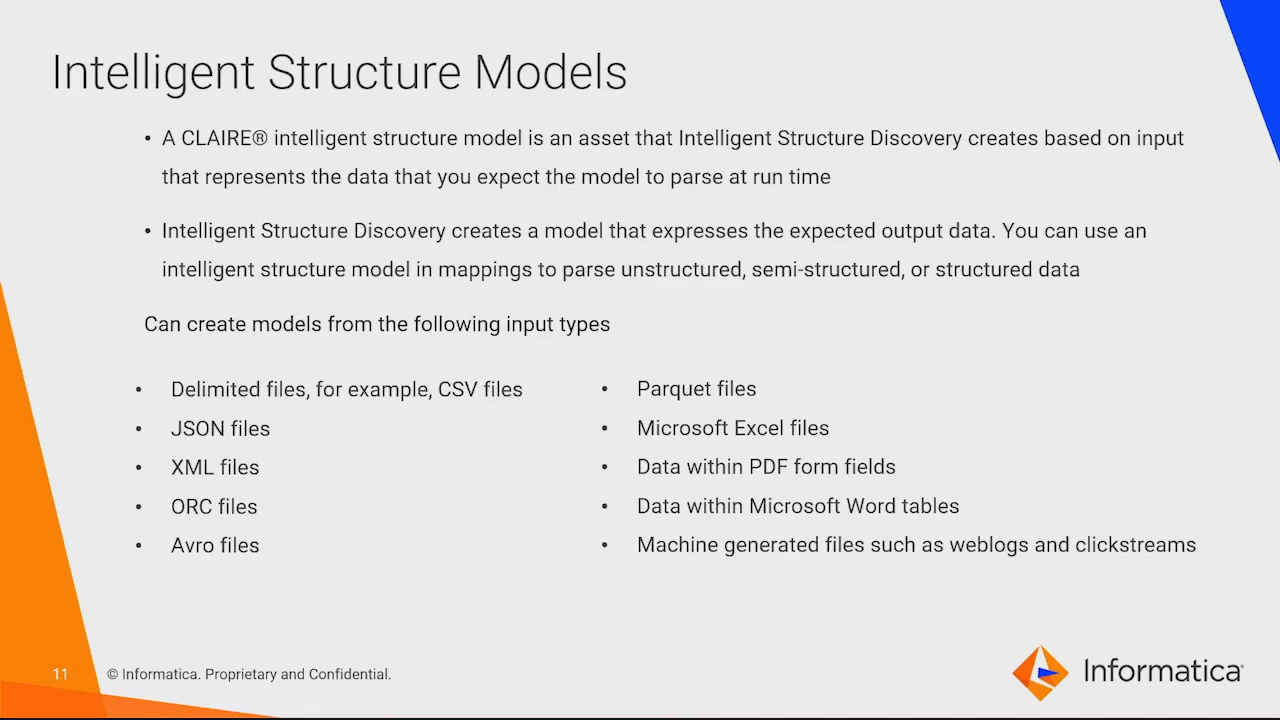 Intelligent Structure Models
• A CLAIRE® intelligent structure model is an asset that Intelligent Structure Discovery creates based on input
that represents the data that you expect the model to parse at run time
• Intelligent Structure Discovery creates a model that expresses the expected output data. You can use an
intelligent structure model in mappings to parse unstructured, semi-structured, or structured data
Can create models from the following input types
• Delimited files, for example, CSV files
• JSON files
• XML files
• ORC files
• Avro files
• Parquet files
• Microsoft Excel files
• Data within PDF form fields
• Data within Microsoft Word tables
• Machine generated files such as weblogs and clickstreams
11
© Informatica. Proprietary and Confidential.
Informatica